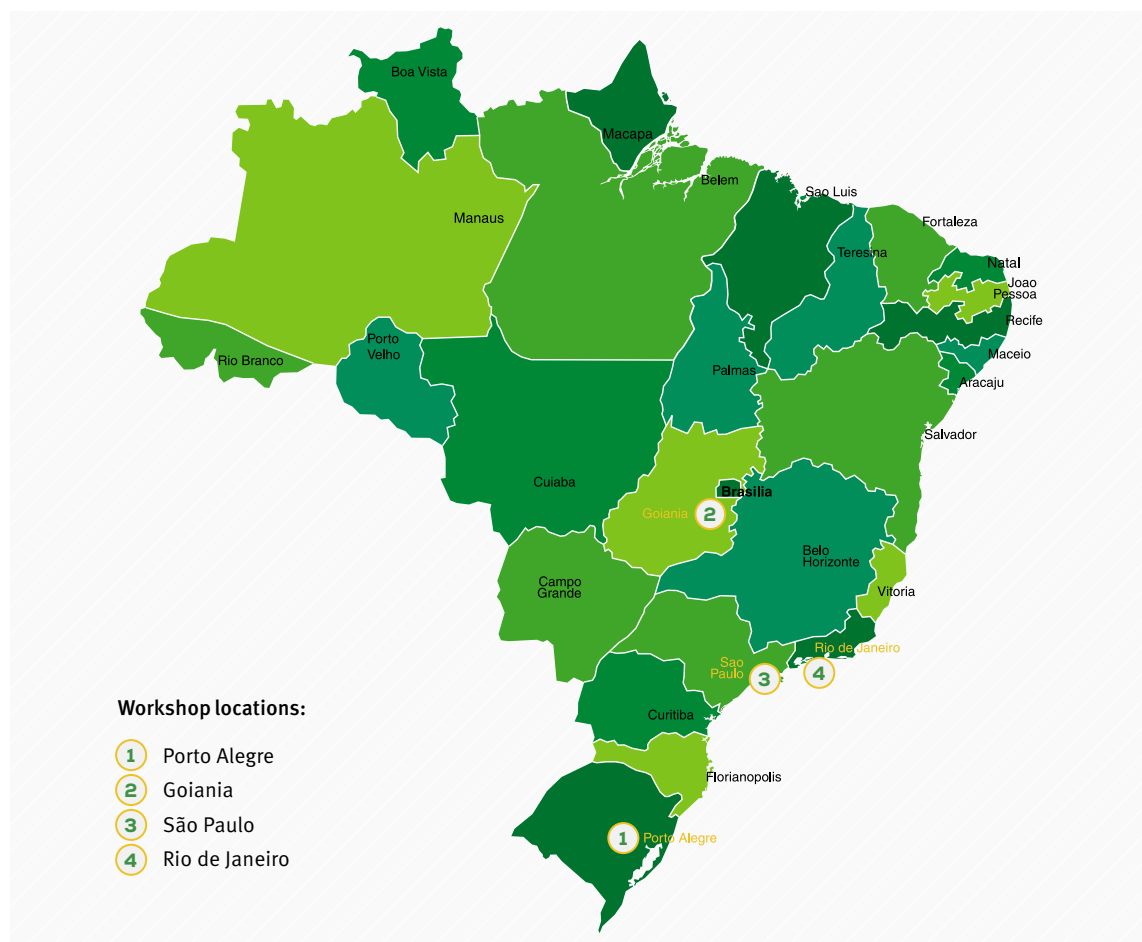 Boa Vista
Macapa
Belem
Sao Luis
Manaus
Fortaleza
Teresina
Natal
Joao
Pessoa
Recife
Porto
Velho
Maceio
Rio Branco
Palmas
Aracaju
Salvador
Cuiaba
Brasilia
Goiania
2
Belo
Horizonte
Campo
Grande
Vitoria
Rio de Janeiro
Sao
Paulo
3
4
Curitiba
Florianopolis
1
Porto Alegre
Workshop locations:
1 Porto Alegre
2 Goiania
3 São Paulo
4 Rio de Janeiro